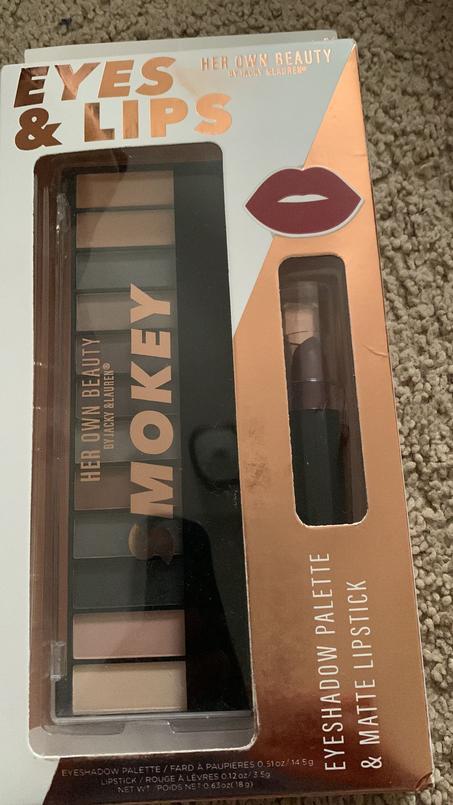 EYES
& LIPS
HER OWN BEAUTY
BY JACKY & LAUREN®
HER OWN BEAUTY
BY JACKY & LAUREN®
SMOKEY
EYESHADOW PALETTE
& MATTE LIPSTICK
EYESHADOW PALETTE / FARD À PAUPIÈRES 0.51oz/ 14.5g
LIPSTICK / ROUGE À LÈVRES 0.12oz/ 3.5g
NET WT./POIDS NET 0.63oz(18g)